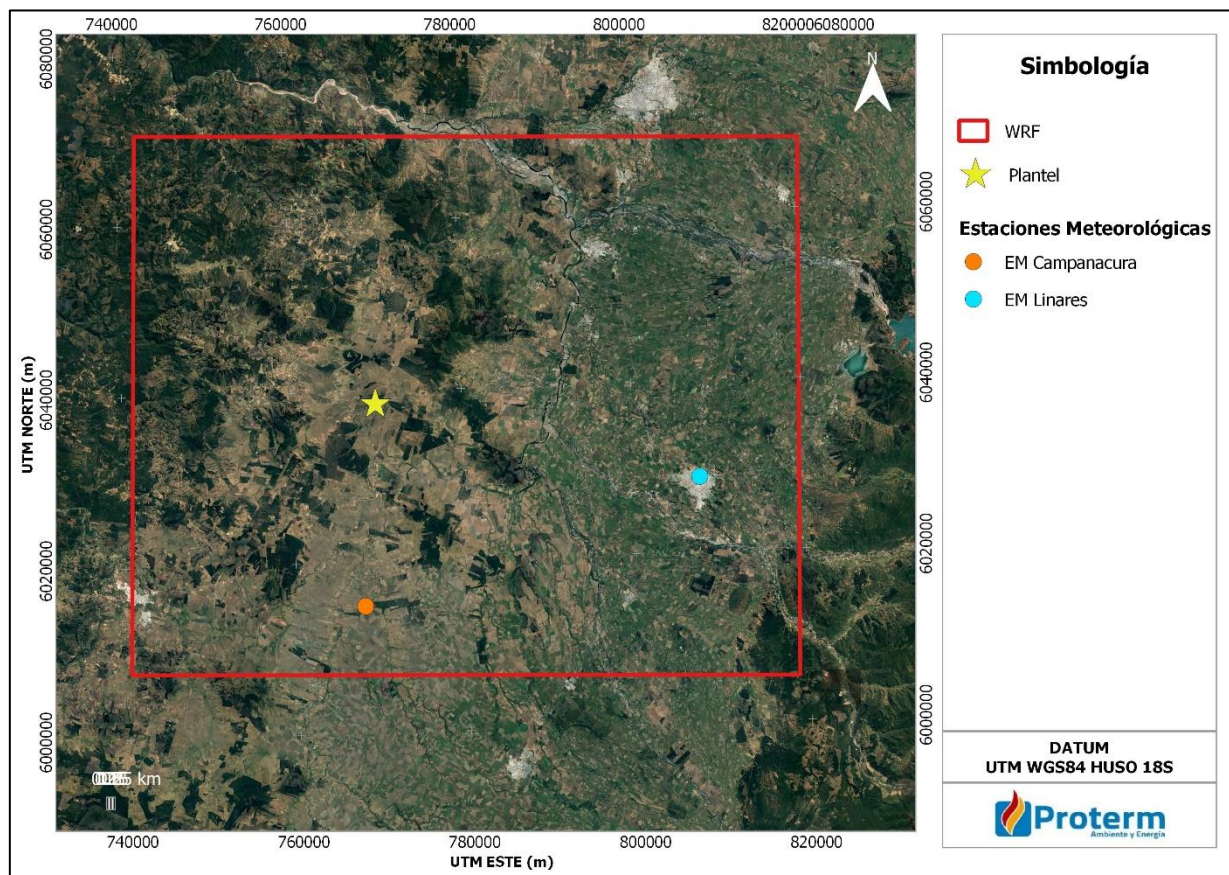 740000 760000 780000 800000 8200006080000
6080000
6060000
6040000
6020000
6000000
UTM NORTE (m)
N
6060000
6040000
6020000
6000000
km
740000 760000 780000 800000 820000
UTM ESTE (m)
Simbología
WRF
Plantel
Estaciones Meteorológicas
EM Campanacura
EM Linares
DATUM
UTM WGS84 HUSO 18S
Proterm
Ambiente y Energía